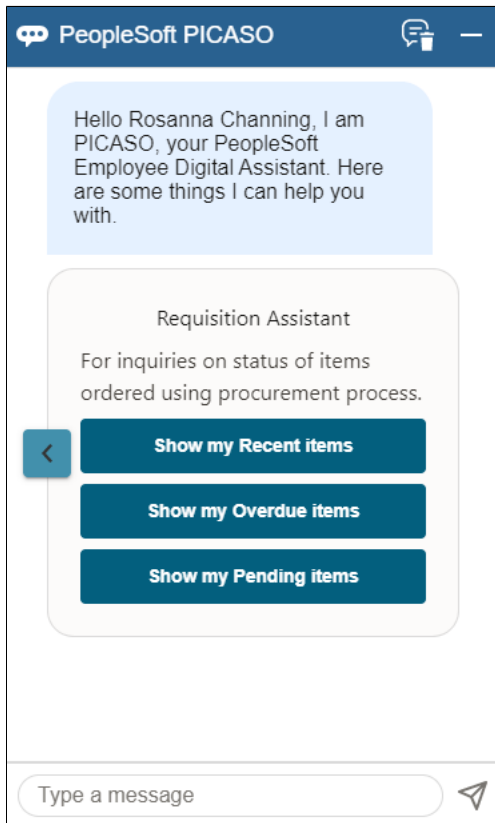 PeopleSoft PICASO
Hello Rosanna Channing, I am
PICASO, your PeopleSoft
Employee Digital Assistant. Here
are some things I can help you
with.
Requisition Assistant
For inquiries on status of items
ordered using procurement process.
Show my Recent items
Show my Overdue items
Show my Pending items
Type a message